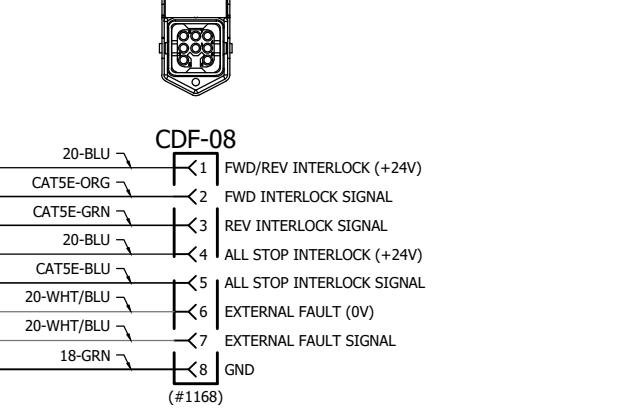 CDF-08
20-BLU 1 FWD/REV INTERLOCK (+24V)
CAT5E-ORG 2 FWD INTERLOCK SIGNAL
CAT5E-GRN 3 REV INTERLOCK SIGNAL
20-BLU 4 ALL STOP INTERLOCK (+24V)
CAT5E-BLU 5 ALL STOP INTERLOCK SIGNAL
20-WHT/BLU 6 EXTERNAL FAULT (0V)
20-WHT/BLU 7 EXTERNAL FAULT SIGNAL
18-GRN 8 GND
(#1168)